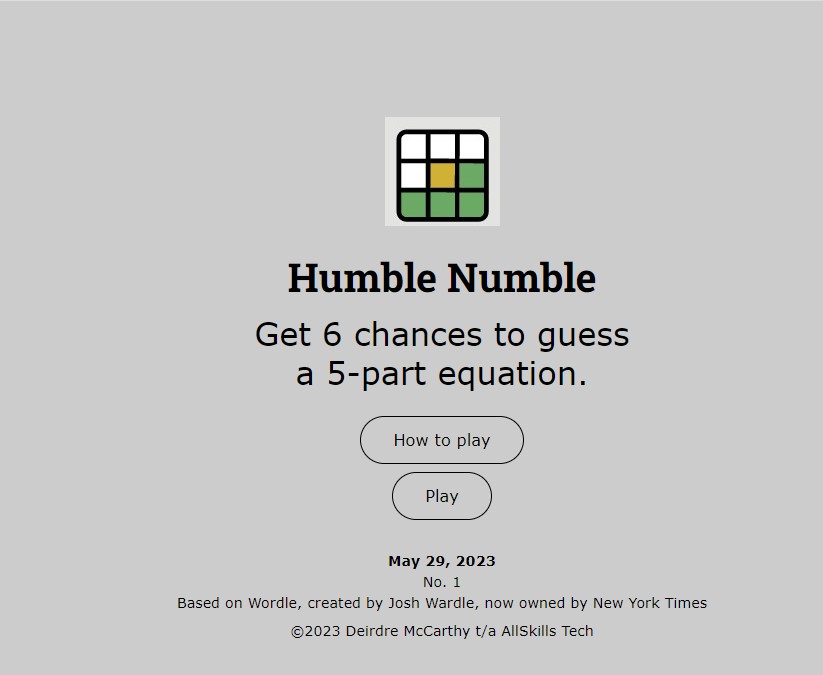 Humble Numble
Get 6 chances to guess
a 5-part equation.
How to play
Play
May 29, 2023
No. 1
Based on Wordle, created by Josh Wardle, now owned by New York Times
©2023 Deirdre McCarthy t/a AllSkills Tech